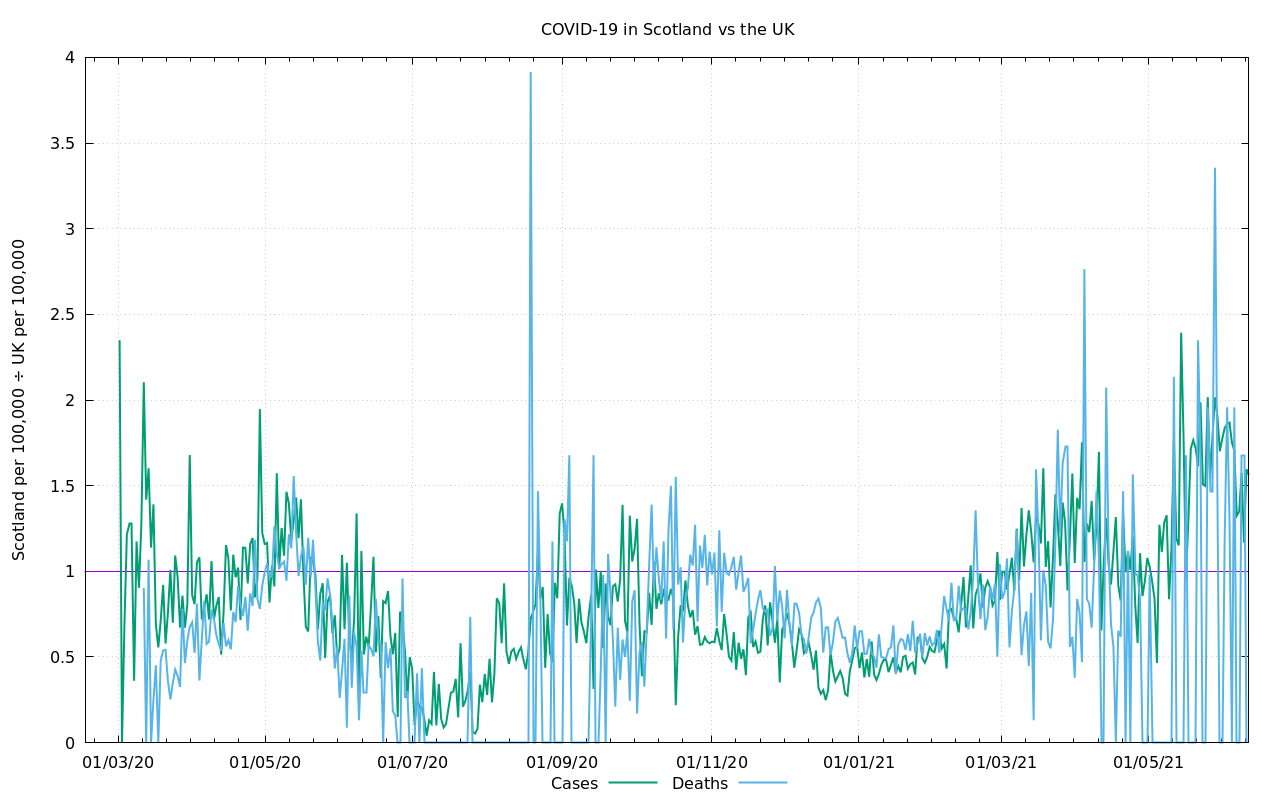 COVID-19 in Scotland vs the UK
4
3.5
3
2.5
2
1.5
1
0.5
0
Scotland per 100,000 ÷ UK per 100,000
01/03/20 01/05/20 01/07/20 01/09/20 01/11/20 01/01/21 01/03/21 01/05/21
Cases Deaths